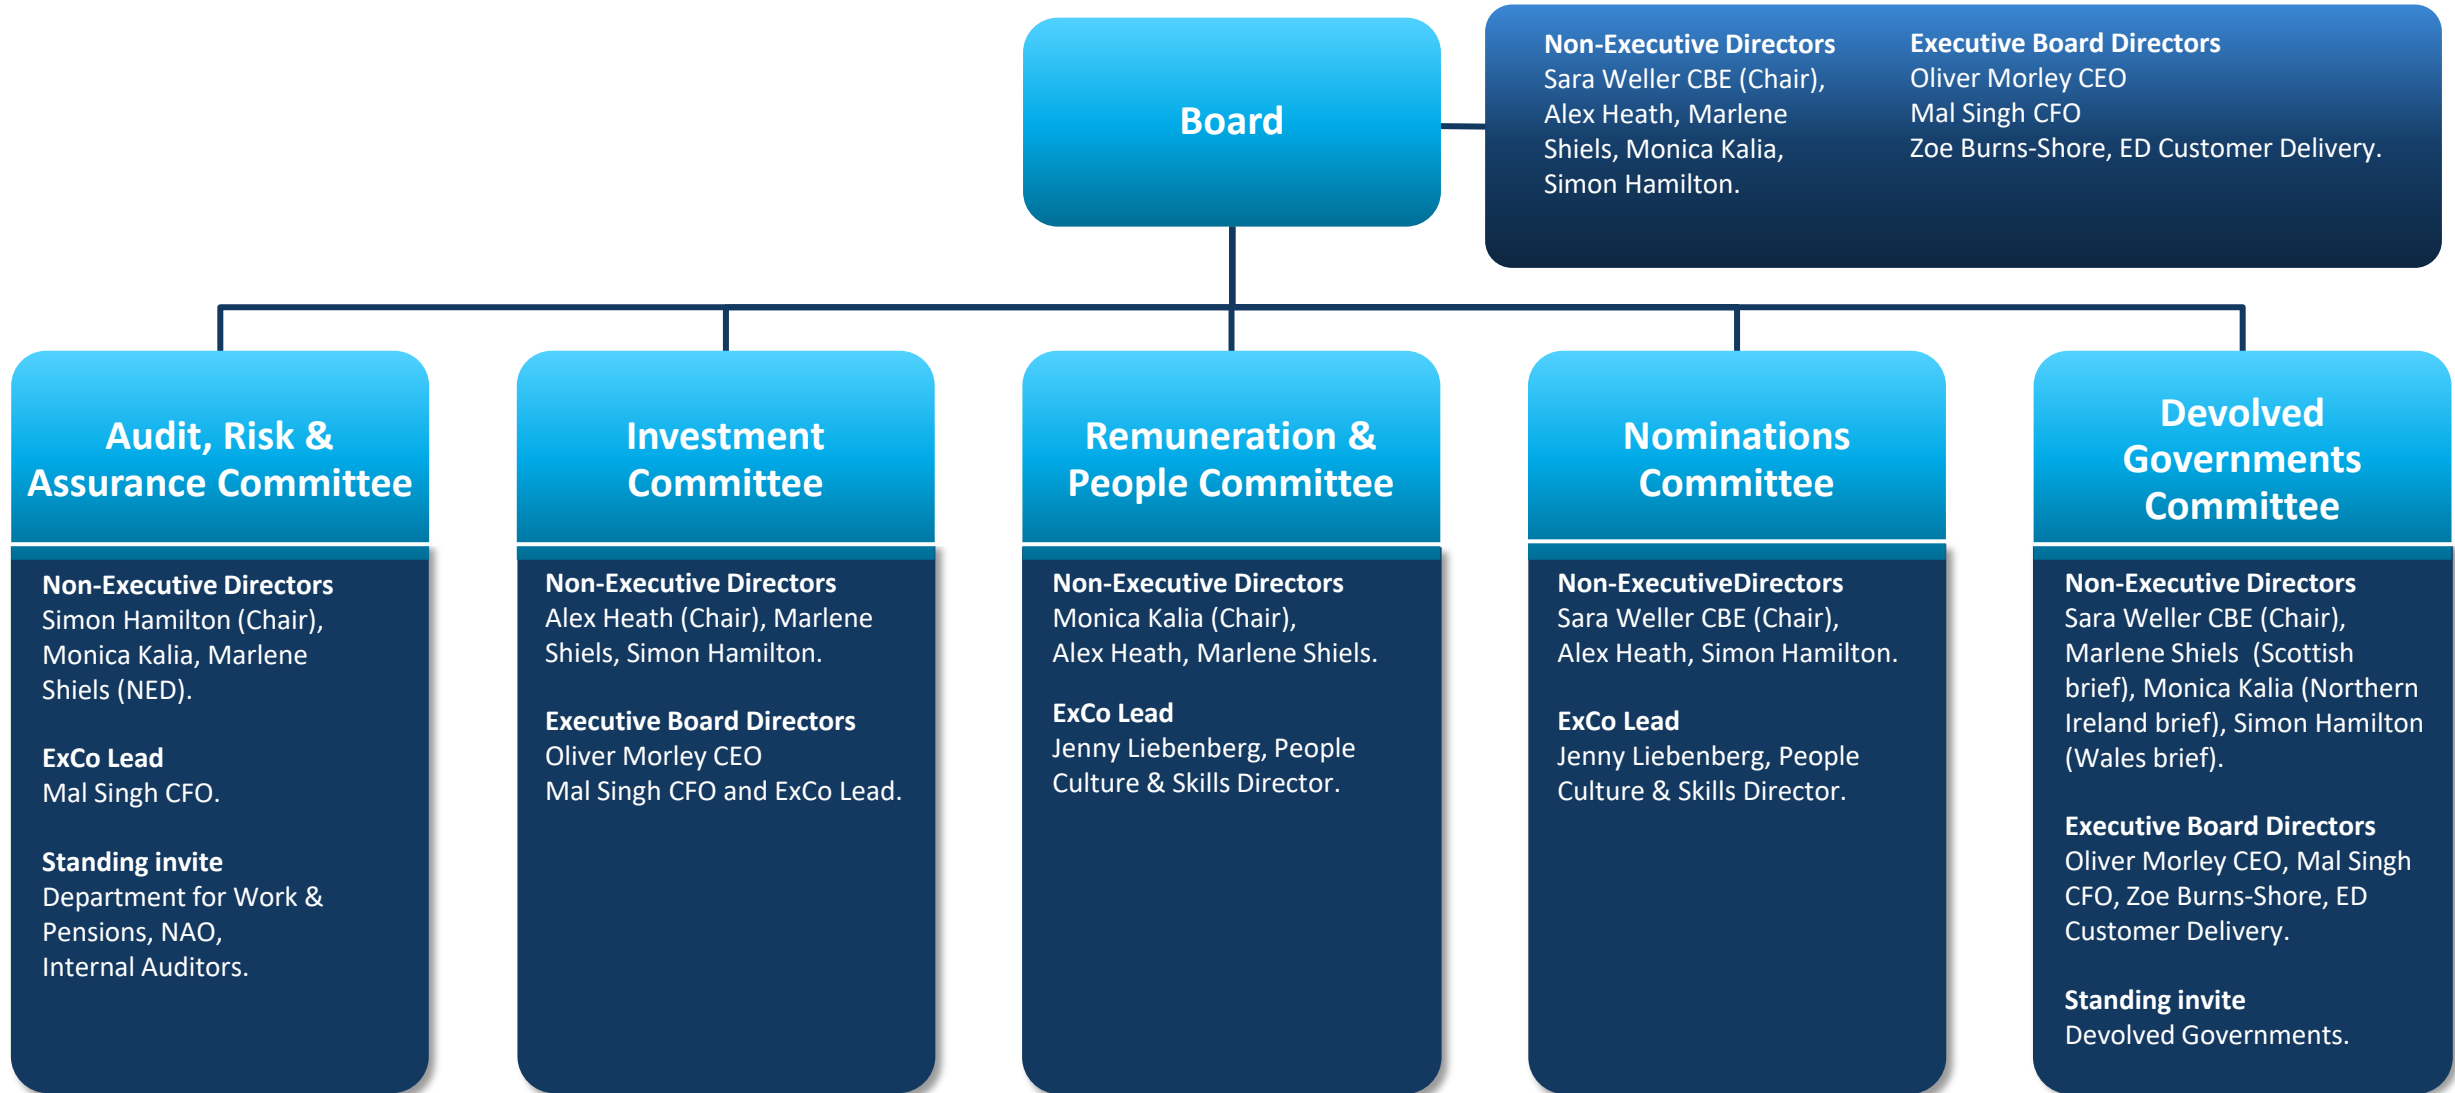 Board
Non-Executive Directors
Sara Weller CBE (Chair),
Alex Heath, Marlene
Shiels, Monica Kalia,
Simon Hamilton.
Executive Board Directors
Oliver Morley CEO
Mal Singh CFO
Zoe Burns-Shore, ED Customer Delivery.
Audit, Risk &
Assurance Committee
Non-Executive Directors
Simon Hamilton (Chair),
Monica Kalia, Marlene
Shiels (NED).
ExCo Lead
Mal Singh CFO.
Standing invite
Department for Work &
Pensions, NAO,
Internal Auditors.
Investment
Committee
Non-Executive Directors
Alex Heath (Chair), Marlene
Shiels, Simon Hamilton.
Executive Board Directors
Oliver Morley CEO
Mal Singh CFO and ExCo Lead.
Remuneration &
People Committee
Non-Executive Directors
Monica Kalia (Chair),
Alex Heath, Marlene Shiels.
ExCo Lead
Jenny Liebenberg, People
Culture & Skills Director.
Nominations
Committee
Non-ExecutiveDirectors
Sara Weller CBE (Chair),
Alex Heath, Simon Hamilton.
ExCo Lead
Jenny Liebenberg, People
Culture & Skills Director.
Devolved
Governments
Committee
Non-Executive Directors
Sara Weller CBE (Chair),
Marlene Shiels  (Scottish
brief), Monica Kalia (Northern
Ireland brief), Simon Hamilton
(Wales brief).
Executive Board Directors
Oliver Morley CEO, Mal Singh
CFO, Zoe Burns-Shore, ED
Customer Delivery.
Standing invite
Devolved Governments.